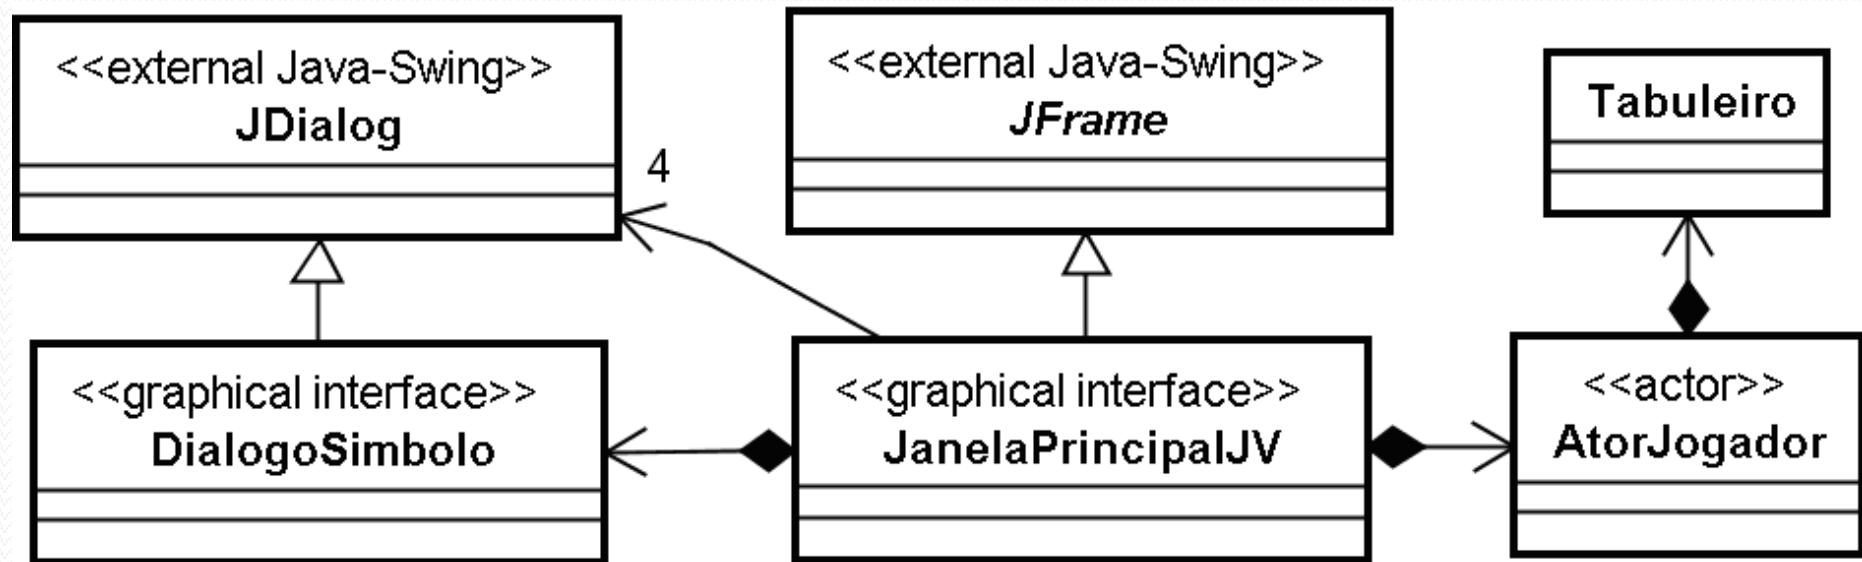 <<external Java-Swing>>
JDialog
4
<<external Java-Swing>>
JFrame
Tabuleiro
<<graphical interface>>
DialogoSimbolo
<<graphical interface>>
JanelaPrincipalJV
<<actor>>
AtorJogador